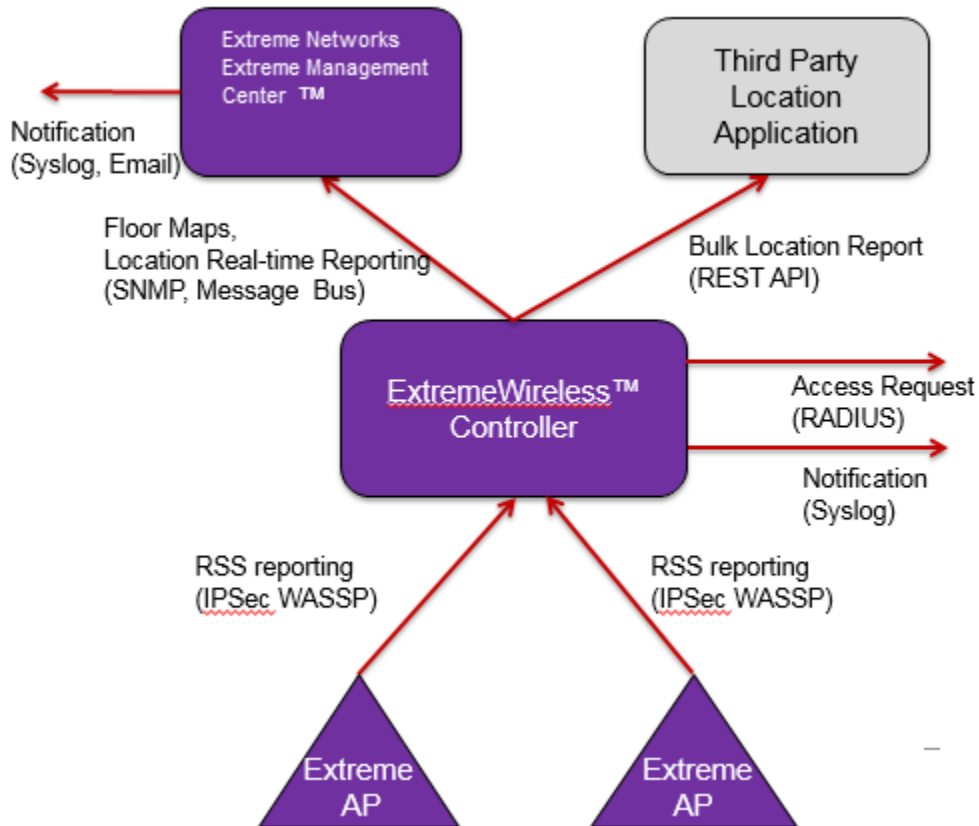 Extreme Networks
Extreme Management
Center ™
Third Party
Location
Application
Notification
(Syslog, Email)
Floor Maps,
Location Real-time Reporting
(SNMP, Message Bus)
Bulk Location Report
(REST API)
ExtremeWireless™
Controller
Access Request
(RADIUS)
Notification
(Syslog)
RSS reporting
(IPSec WASSP)
RSS reporting
(IPSec WASSP)
Extreme
AP
Extreme
AP